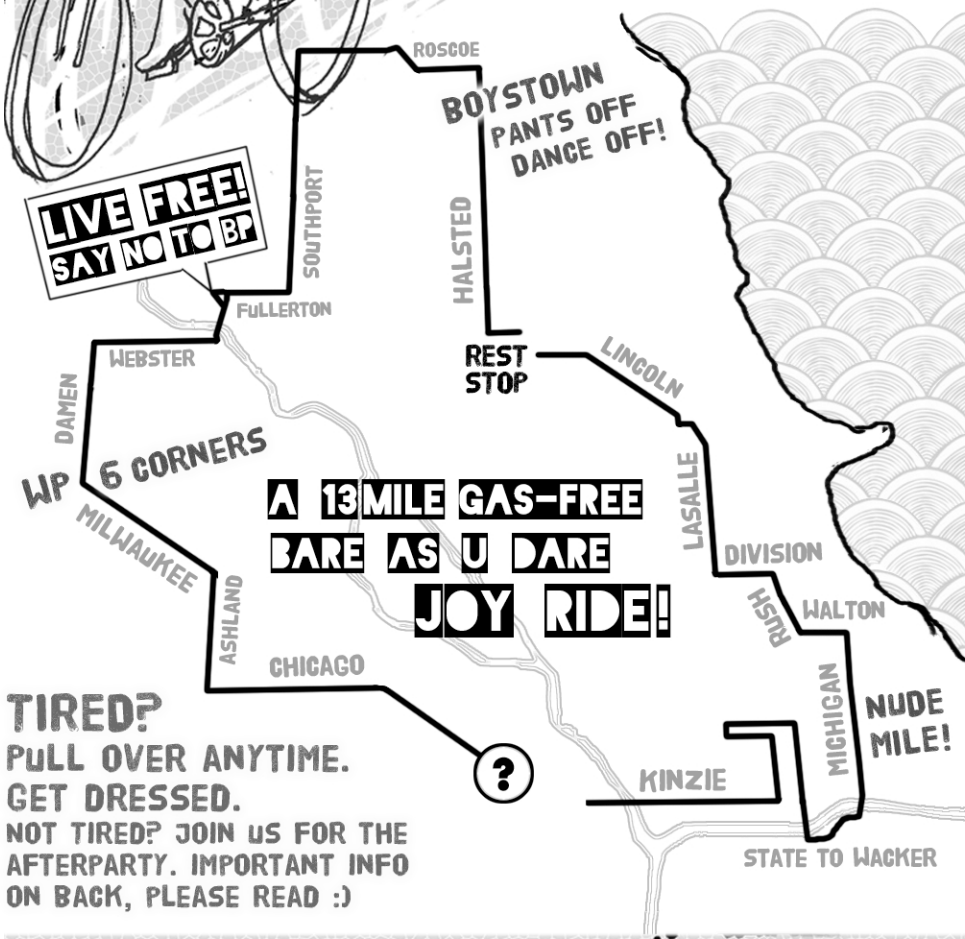 ROSCOE
BOYSTOWN
PANTS OFF
DANCE OFF!
LIVE FREE!
SAY NO TO BP
SOUTHPORT
HALSTED
FULLERTON
WEBSTER
REST
STOP
LINCOLN
DAMEN
WP 6 CORNERS
MILWAUKEE
A 13MILE GAS-FREE
BARE AS U DARE
JOY RIDE!
LASALLE
DIVISION
RUSH
WALTON
ASHLAND
CHICAGO
MICHIGAN
NUDE
MILE!
?
KINZIE
STATE TO WACKER
TIRED?
PULL OVER ANYTIME.
GET DRESSED.
NOT TIRED? JOIN US FOR THE
AFTERPARTY. IMPORTANT INFO
ON BACK, PLEASE READ :)